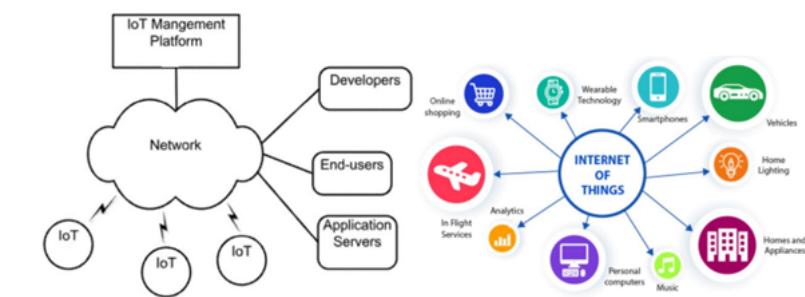 IoT Mangement
Platform
Network
Developers
End-users
Application
Servers
IoT
IoT
IoT
Online
shopping
Wearable
Technology
Smartphones
Vehicles
INTERNET
OF
THINGS
Home
Lighting
In Flight
Services
Analytics
Personal
computers
Music
Homes and
Appliances